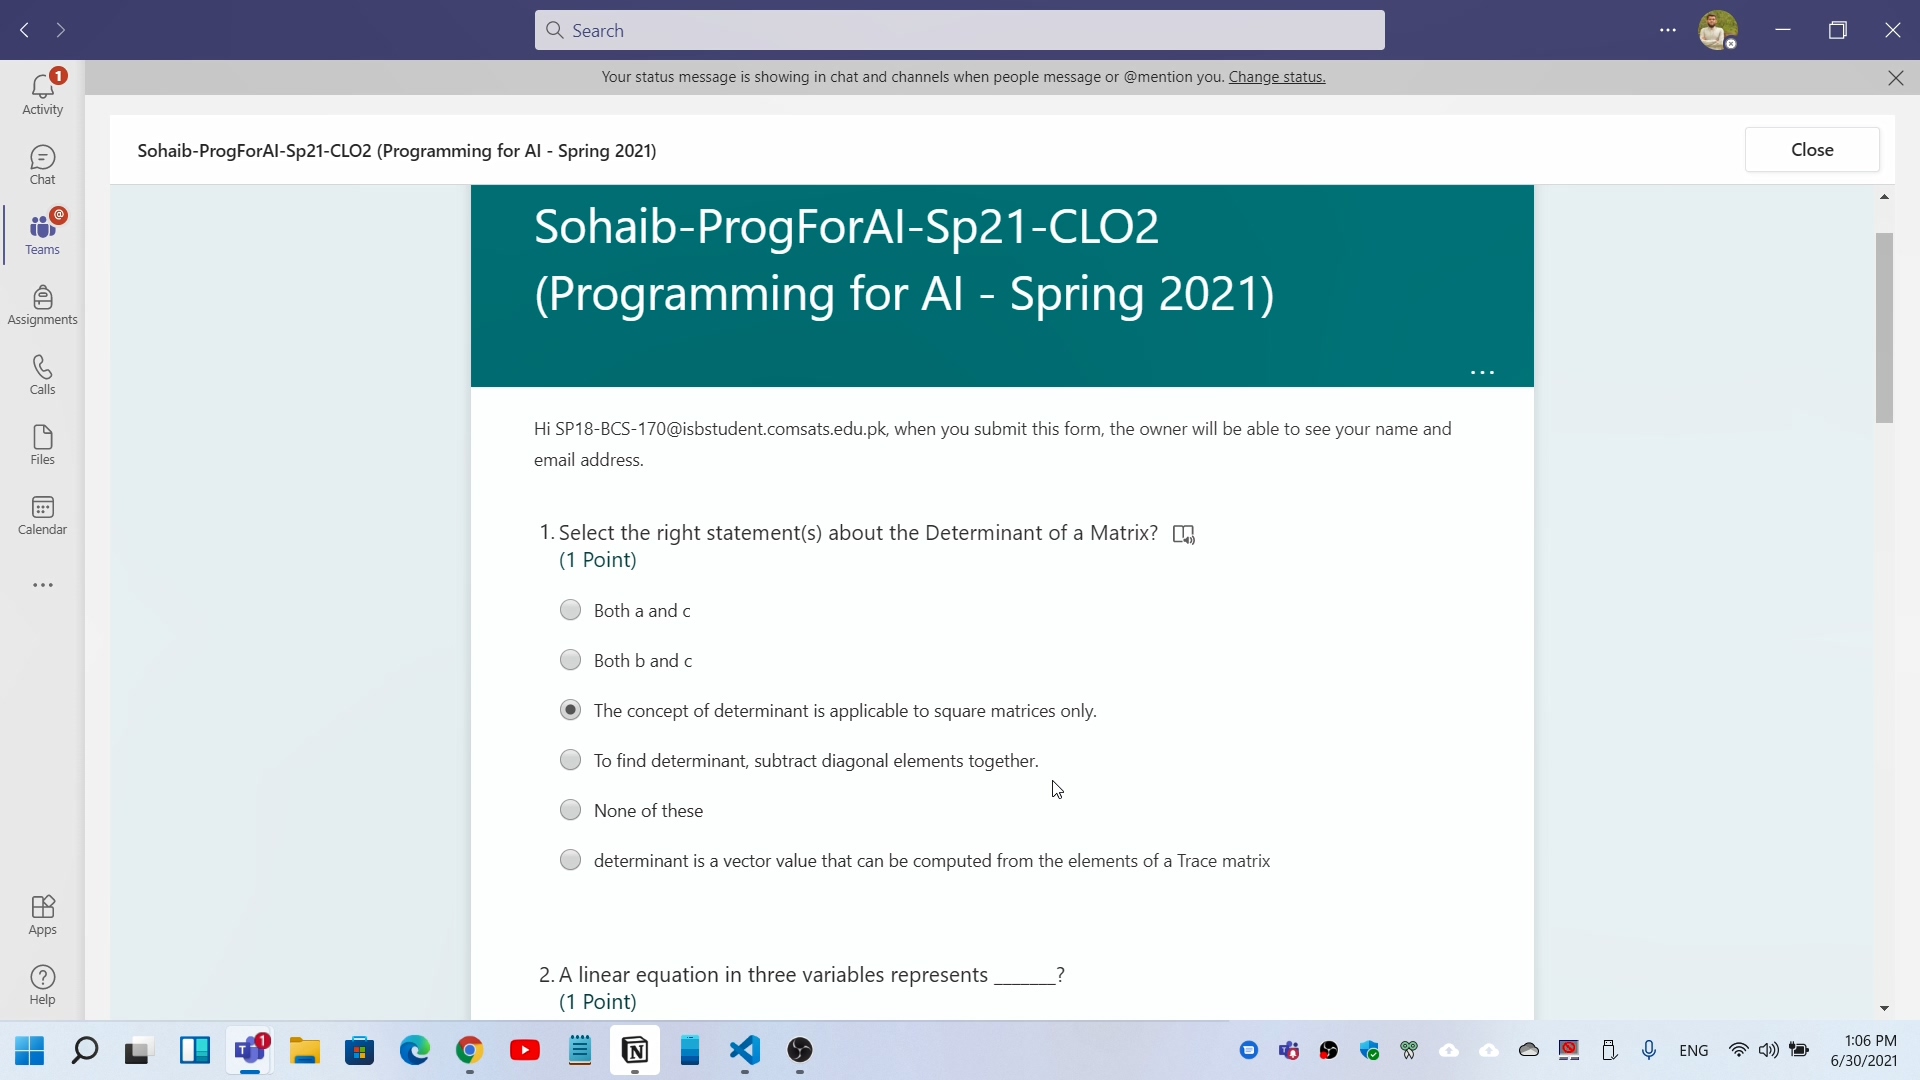 Search
Your status message is showing in chat and channels when people message or @mention you. Change status.
1
Activity
Chat
@
Teams
Assignments
Calls
Files
Calendar
Apps
Help
Sohaib-ProgForAI-Sp21-CLO2 (Programming for AI - Spring 2021)
Close
Sohaib-ProgForAI-Sp21-CLO2
(Programming for AI - Spring 2021)
...
Hi SP18-BCS-170@isbstudent.comsats.edu.pk, when you submit this form, the owner will be able to see your name and
email address.
1. Select the right statement(s) about the Determinant of a Matrix?
(1 Point)
Both a and c
Both b and c
The concept of determinant is applicable to square matrices only.
To find determinant, subtract diagonal elements together.
None of these
determinant is a vector value that can be computed from the elements of a Trace matrix
2. A linear equation in three variables represents _______?
(1 Point)
1
ENG
1:06 PM
6/30/2021